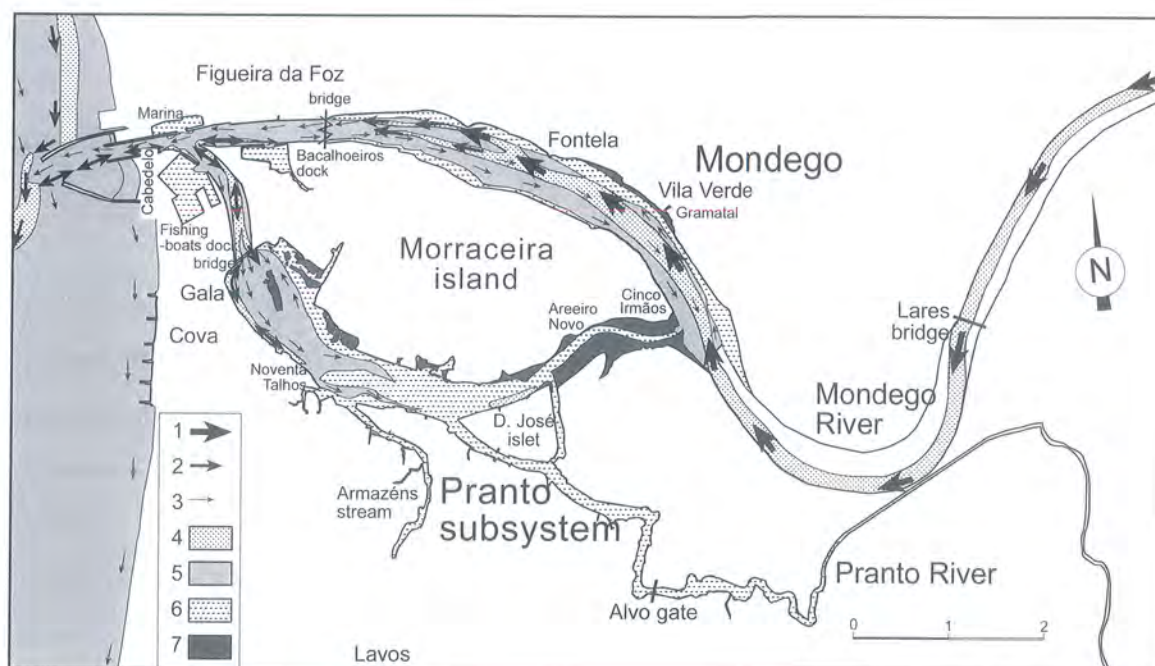 Figueira da Foz
Marina
bridge
Bacalhoeiros
dock
Fontela
Mondego
Vila Verde
Gramatal
Cabedelo
Fishing
-boats dock
bridge
Morraceira
island
N
Gala
Cova
Cinco
Irmãos
Areeiro
Novo
Lares
bridge
Noventa
Talhos
Mondego
River
D. José
islet
Armazéns
stream
Pranto
subsystem
Pranto River
Alvo gate
0 1 2
Lavos
1
2
3
4
5
6
7